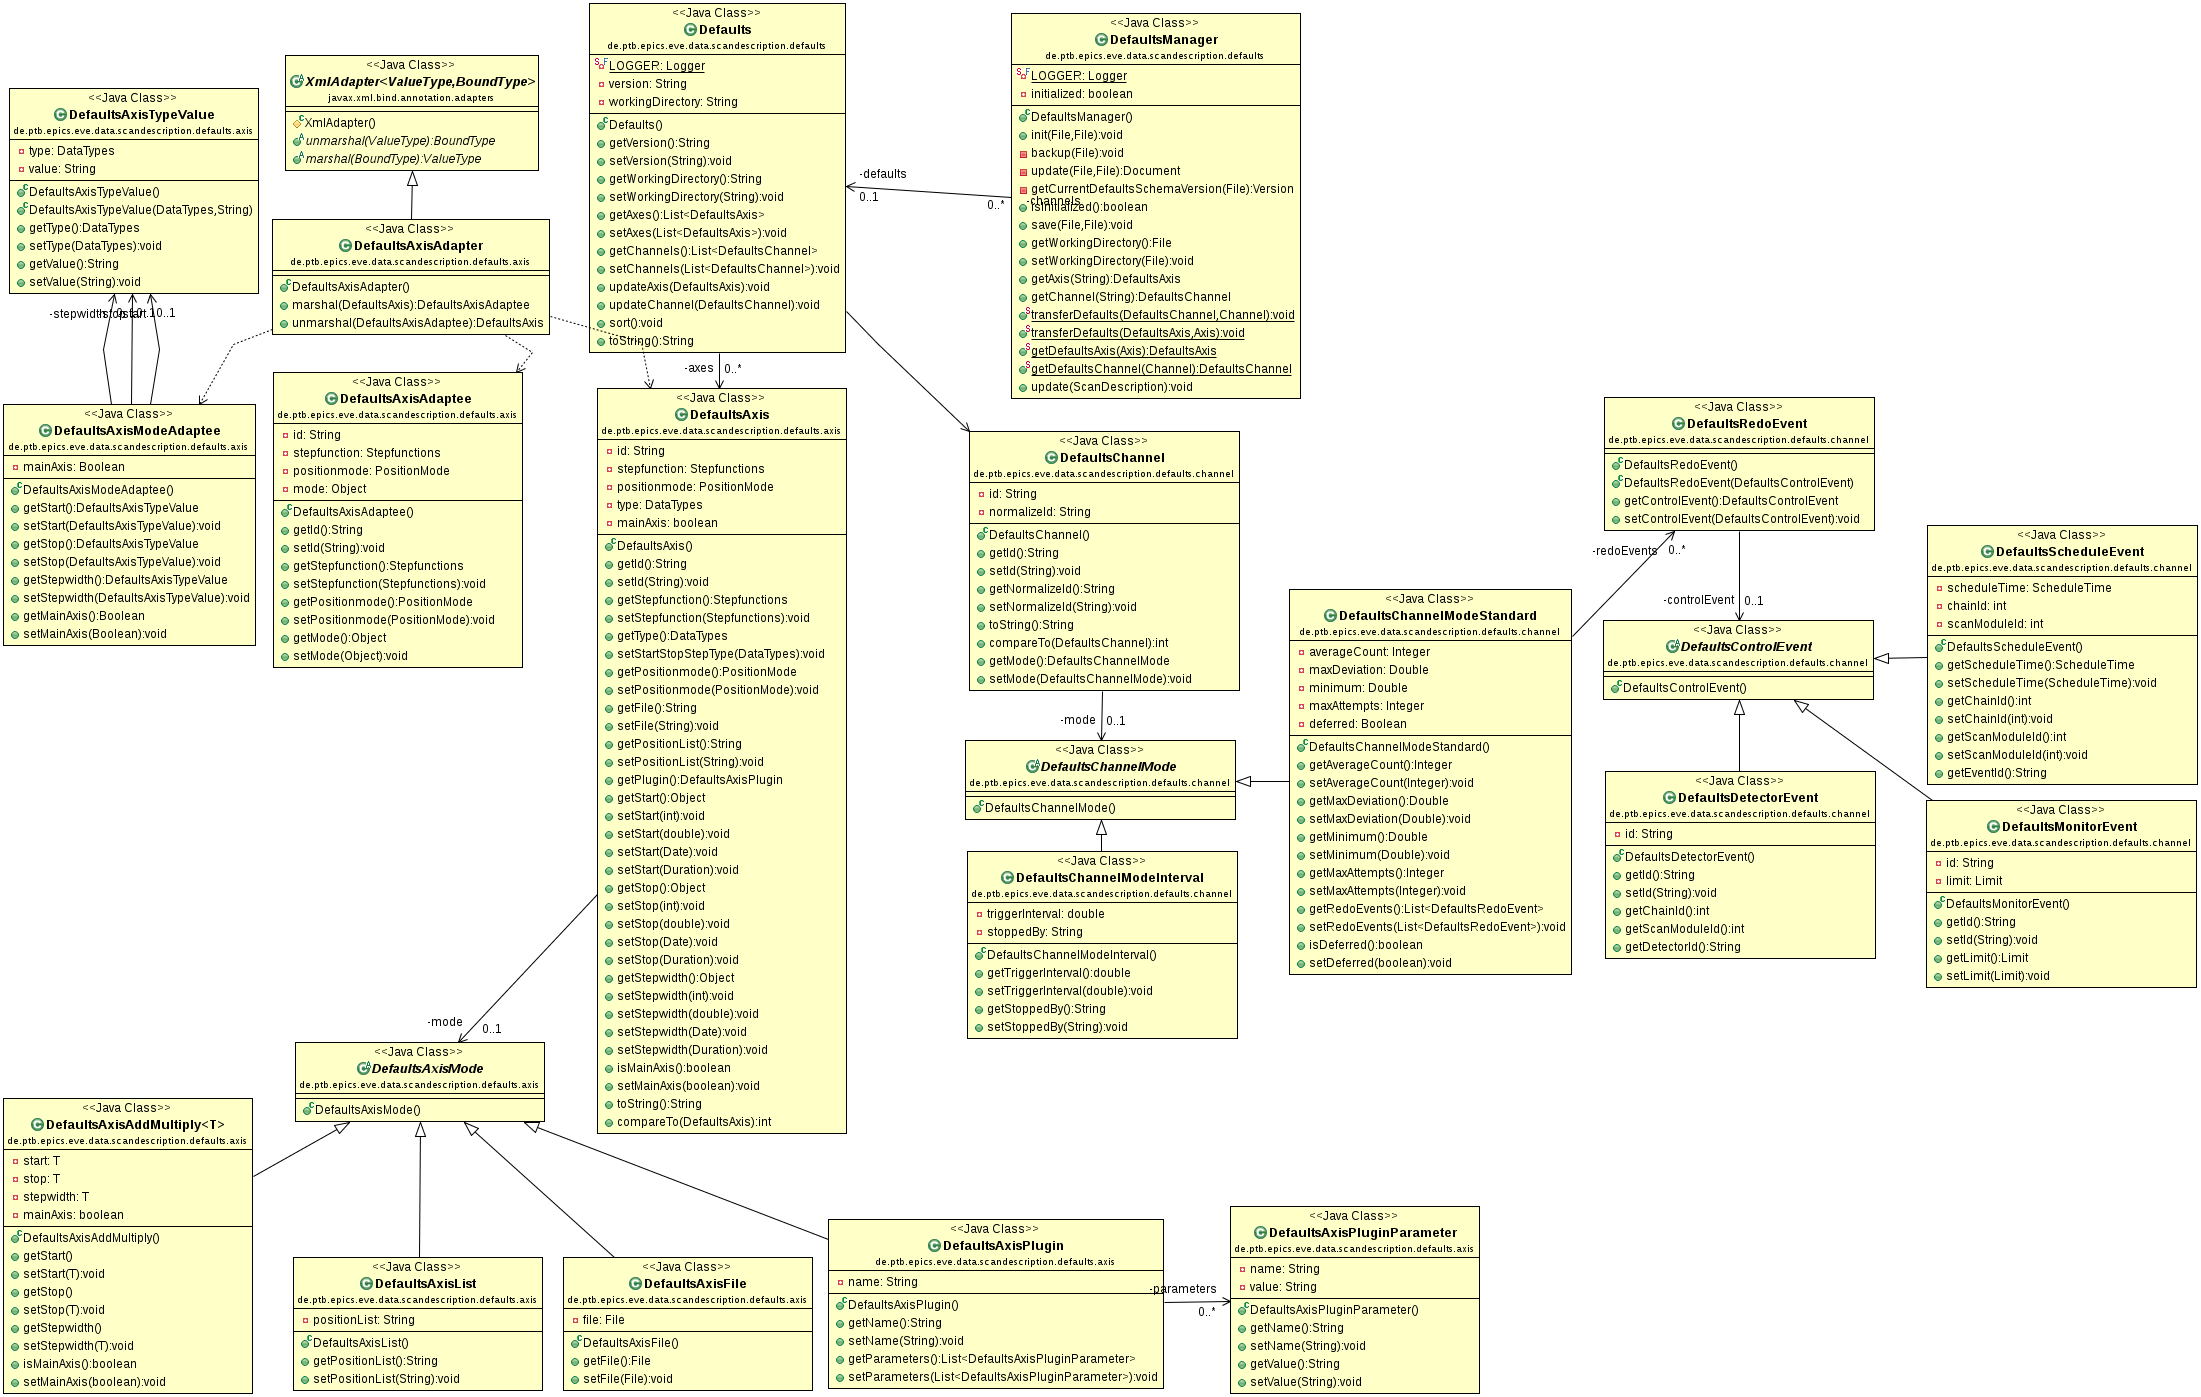 <<Java Class>>
DefaultsAxisTypeValue
de.ptb.epics.eve.data.scandescription.defaults.axis
type: DataTypes
value: String
DefaultsAxisTypeValue()
DefaultsAxisTypeValue(DataTypes,String)
getType():DataTypes
setType(DataTypes):void
getValue():String
setValue(String):void
<<Java Class>>
XmlAdapter<ValueType,BoundType>
javax.xml.bind.annotation.adapters
XmlAdapter()
unmarshal(ValueType):BoundType
marshal(BoundType):ValueType
<<Java Class>>
DefaultsAxisAdapter
de.ptb.epics.eve.data.scandescription.defaults.axis
DefaultsAxisAdapter()
marshal(DefaultsAxis):DefaultsAxisAdaptee
unmarshal(DefaultsAxisAdaptee):DefaultsAxis
<<Java Class>>
Defaults
de.ptb.epics.eve.data.scandescription.defaults
LOGGER: Logger
version: String
workingDirectory: String
Defaults()
getVersion():String
setVersion(String):void
getWorkingDirectory():String
setWorkingDirectory(String):void
getAxes():List<DefaultsAxis>
setAxes(List<DefaultsAxis>):void
getChannels():List<DefaultsChannel>
setChannels(List<DefaultsChannel>):void
updateAxis(DefaultsAxis):void
updateChannel(DefaultsChannel):void
sort():void
toString():String
-defaults
0..1
0..*
-channels
<<Java Class>>
DefaultsManager
de.ptb.epics.eve.data.scandescription.defaults
LOGGER: Logger
initialized: boolean
DefaultsManager()
init(File,File):void
backup(File):void
update(File,File):Document
getCurrentDefaultsSchemaVersion(File):Version
isInitialized():boolean
save(File,File):void
getWorkingDirectory():File
setWorkingDirectory(File):void
getAxis(String):DefaultsAxis
getChannel(String):DefaultsChannel
transferDefaults(DefaultsChannel,Channel):void
transferDefaults(DefaultsAxis,Axis):void
getDefaultsAxis(Axis):DefaultsAxis
getDefaultsChannel(Channel):DefaultsChannel
update(ScanDescription):void
-stepwidth
-stop
-start
0..1
0..1
0..1
<<Java Class>>
DefaultsAxisModeAdaptee
de.ptb.epics.eve.data.scandescription.defaults.axis
mainAxis: Boolean
DefaultsAxisModeAdaptee()
getStart():DefaultsAxisTypeValue
setStart(DefaultsAxisTypeValue):void
getStop():DefaultsAxisTypeValue
setStop(DefaultsAxisTypeValue):void
getStepwidth():DefaultsAxisTypeValue
setStepwidth(DefaultsAxisTypeValue):void
getMainAxis():Boolean
setMainAxis(Boolean):void
<<Java Class>>
DefaultsAxisAdaptee
de.ptb.epics.eve.data.scandescription.defaults.axis
id: String
stepfunction: Stepfunctions
positionmode: PositionMode
mode: Object
DefaultsAxisAdaptee()
getId():String
setId(String):void
getStepfunction():Stepfunctions
setStepfunction(Stepfunctions):void
getPositionmode():PositionMode
setPositionmode(PositionMode):void
getMode():Object
setMode(Object):void
-axes
0..*
<<Java Class>>
DefaultsAxis
de.ptb.epics.eve.data.scandescription.defaults.axis
id: String
stepfunction: Stepfunctions
positionmode: PositionMode
type: DataTypes
mainAxis: boolean
DefaultsAxis()
getId():String
setId(String):void
getStepfunction():Stepfunctions
setStepfunction(Stepfunctions):void
getType():DataTypes
setStartStopStepType(DataTypes):void
getPositionmode():PositionMode
setPositionmode(PositionMode):void
getFile():String
setFile(String):void
getPositionList():String
setPositionList(String):void
getPlugin():DefaultsAxisPlugin
getStart():Object
setStart(int):void
setStart(double):void
setStart(Date):void
setStart(Duration):void
getStop():Object
setStop(int):void
setStop(double):void
setStop(Date):void
setStop(Duration):void
getStepwidth():Object
setStepwidth(int):void
setStepwidth(double):void
setStepwidth(Date):void
setStepwidth(Duration):void
isMainAxis():boolean
setMainAxis(boolean):void
toString():String
compareTo(DefaultsAxis):int
<<Java Class>>
DefaultsChannel
de.ptb.epics.eve.data.scandescription.defaults.channel
id: String
normalizeId: String
DefaultsChannel()
getId():String
setId(String):void
getNormalizeId():String
setNormalizeId(String):void
toString():String
compareTo(DefaultsChannel):int
getMode():DefaultsChannelMode
setMode(DefaultsChannelMode):void
-mode
0..1
<<Java Class>>
DefaultsChannelMode
de.ptb.epics.eve.data.scandescription.defaults.channel
DefaultsChannelMode()
<<Java Class>>
DefaultsChannelModeInterval
de.ptb.epics.eve.data.scandescription.defaults.channel
triggerInterval: double
stoppedBy: String
DefaultsChannelModeInterval()
getTriggerInterval():double
setTriggerInterval(double):void
getStoppedBy():String
setStoppedBy(String):void
<<Java Class>>
DefaultsChannelModeStandard
de.ptb.epics.eve.data.scandescription.defaults.channel
averageCount: Integer
maxDeviation: Double
minimum: Double
maxAttempts: Integer
deferred: Boolean
DefaultsChannelModeStandard()
getAverageCount():Integer
setAverageCount(Integer):void
getMaxDeviation():Double
setMaxDeviation(Double):void
getMinimum():Double
setMinimum(Double):void
getMaxAttempts():Integer
setMaxAttempts(Integer):void
getRedoEvents():List<DefaultsRedoEvent>
setRedoEvents(List<DefaultsRedoEvent>):void
isDeferred():boolean
setDeferred(boolean):void
<<Java Class>>
DefaultsRedoEvent
de.ptb.epics.eve.data.scandescription.defaults.channel
DefaultsRedoEvent()
DefaultsRedoEvent(DefaultsControlEvent)
getControlEvent():DefaultsControlEvent
setControlEvent(DefaultsControlEvent):void
-redoEvents
0..*
-controlEvent
0..1
<<Java Class>>
DefaultsControlEvent
de.ptb.epics.eve.data.scandescription.defaults.channel
DefaultsControlEvent()
<<Java Class>>
DefaultsScheduleEvent
de.ptb.epics.eve.data.scandescription.defaults.channel
scheduleTime: ScheduleTime
chainId: int
scanModuleId: int
DefaultsScheduleEvent()
getScheduleTime():ScheduleTime
setScheduleTime(ScheduleTime):void
getChainId():int
setChainId(int):void
getScanModuleId():int
setScanModuleId(int):void
getEventId():String
<<Java Class>>
DefaultsDetectorEvent
de.ptb.epics.eve.data.scandescription.defaults.channel
id: String
DefaultsDetectorEvent()
getId():String
setId(String):void
getChainId():int
getScanModuleId():int
getDetectorId():String
<<Java Class>>
DefaultsMonitorEvent
de.ptb.epics.eve.data.scandescription.defaults.channel
id: String
limit: Limit
DefaultsMonitorEvent()
getId():String
setId(String):void
getLimit():Limit
setLimit(Limit):void
-mode
0..1
<<Java Class>>
DefaultsAxisMode
de.ptb.epics.eve.data.scandescription.defaults.axis
DefaultsAxisMode()
<<Java Class>>
DefaultsAxisAddMultiply<T>
de.ptb.epics.eve.data.scandescription.defaults.axis
start: T
stop: T
stepwidth: T
mainAxis: boolean
DefaultsAxisAddMultiply()
getStart()
setStart(T):void
getStop()
setStop(T):void
getStepwidth()
setStepwidth(T):void
isMainAxis():boolean
setMainAxis(boolean):void
<<Java Class>>
DefaultsAxisList
de.ptb.epics.eve.data.scandescription.defaults.axis
positionList: String
DefaultsAxisList()
getPositionList():String
setPositionList(String):void
<<Java Class>>
DefaultsAxisFile
de.ptb.epics.eve.data.scandescription.defaults.axis
file: File
DefaultsAxisFile()
getFile():File
setFile(File):void
<<Java Class>>
DefaultsAxisPlugin
de.ptb.epics.eve.data.scandescription.defaults.axis
name: String
DefaultsAxisPlugin()
getName():String
setName(String):void
getParameters():List<DefaultsAxisPluginParameter>
setParameters(List<DefaultsAxisPluginParameter>):void
-parameters
0..*
<<Java Class>>
DefaultsAxisPluginParameter
de.ptb.epics.eve.data.scandescription.defaults.axis
name: String
value: String
DefaultsAxisPluginParameter()
getName():String
setName(String):void
getValue():String
setValue(String):void